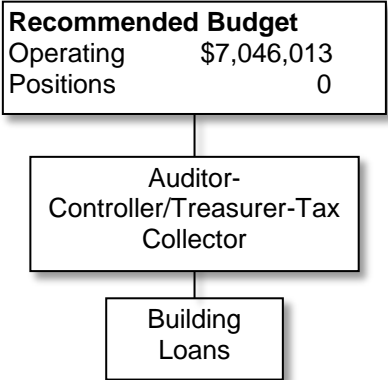 Recommended Budget
Operating $7,046,013
Positions 0
Auditor-
Controller/Treasurer-Tax
Collector
Building
Loans